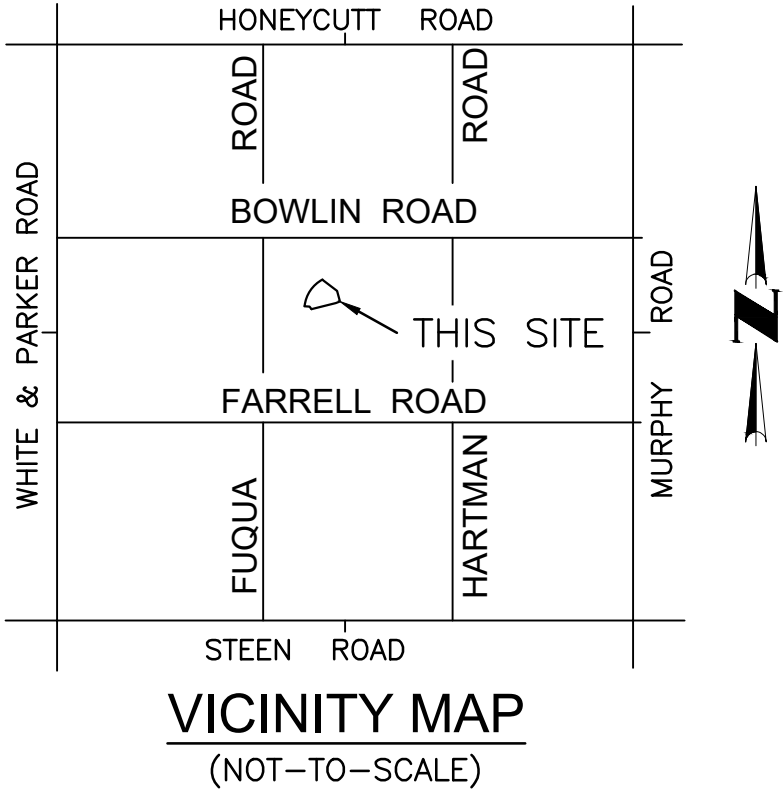 HONEYCUTT ROAD
ROAD
ROAD
BOWLIN ROAD
WHITE & PARKER ROAD
MURPHY ROAD
N
THIS SITE
FARRELL ROAD
FUQUA
HARTMAN
STEEN ROAD
VICINITY MAP
(NOT-TO-SCALE)